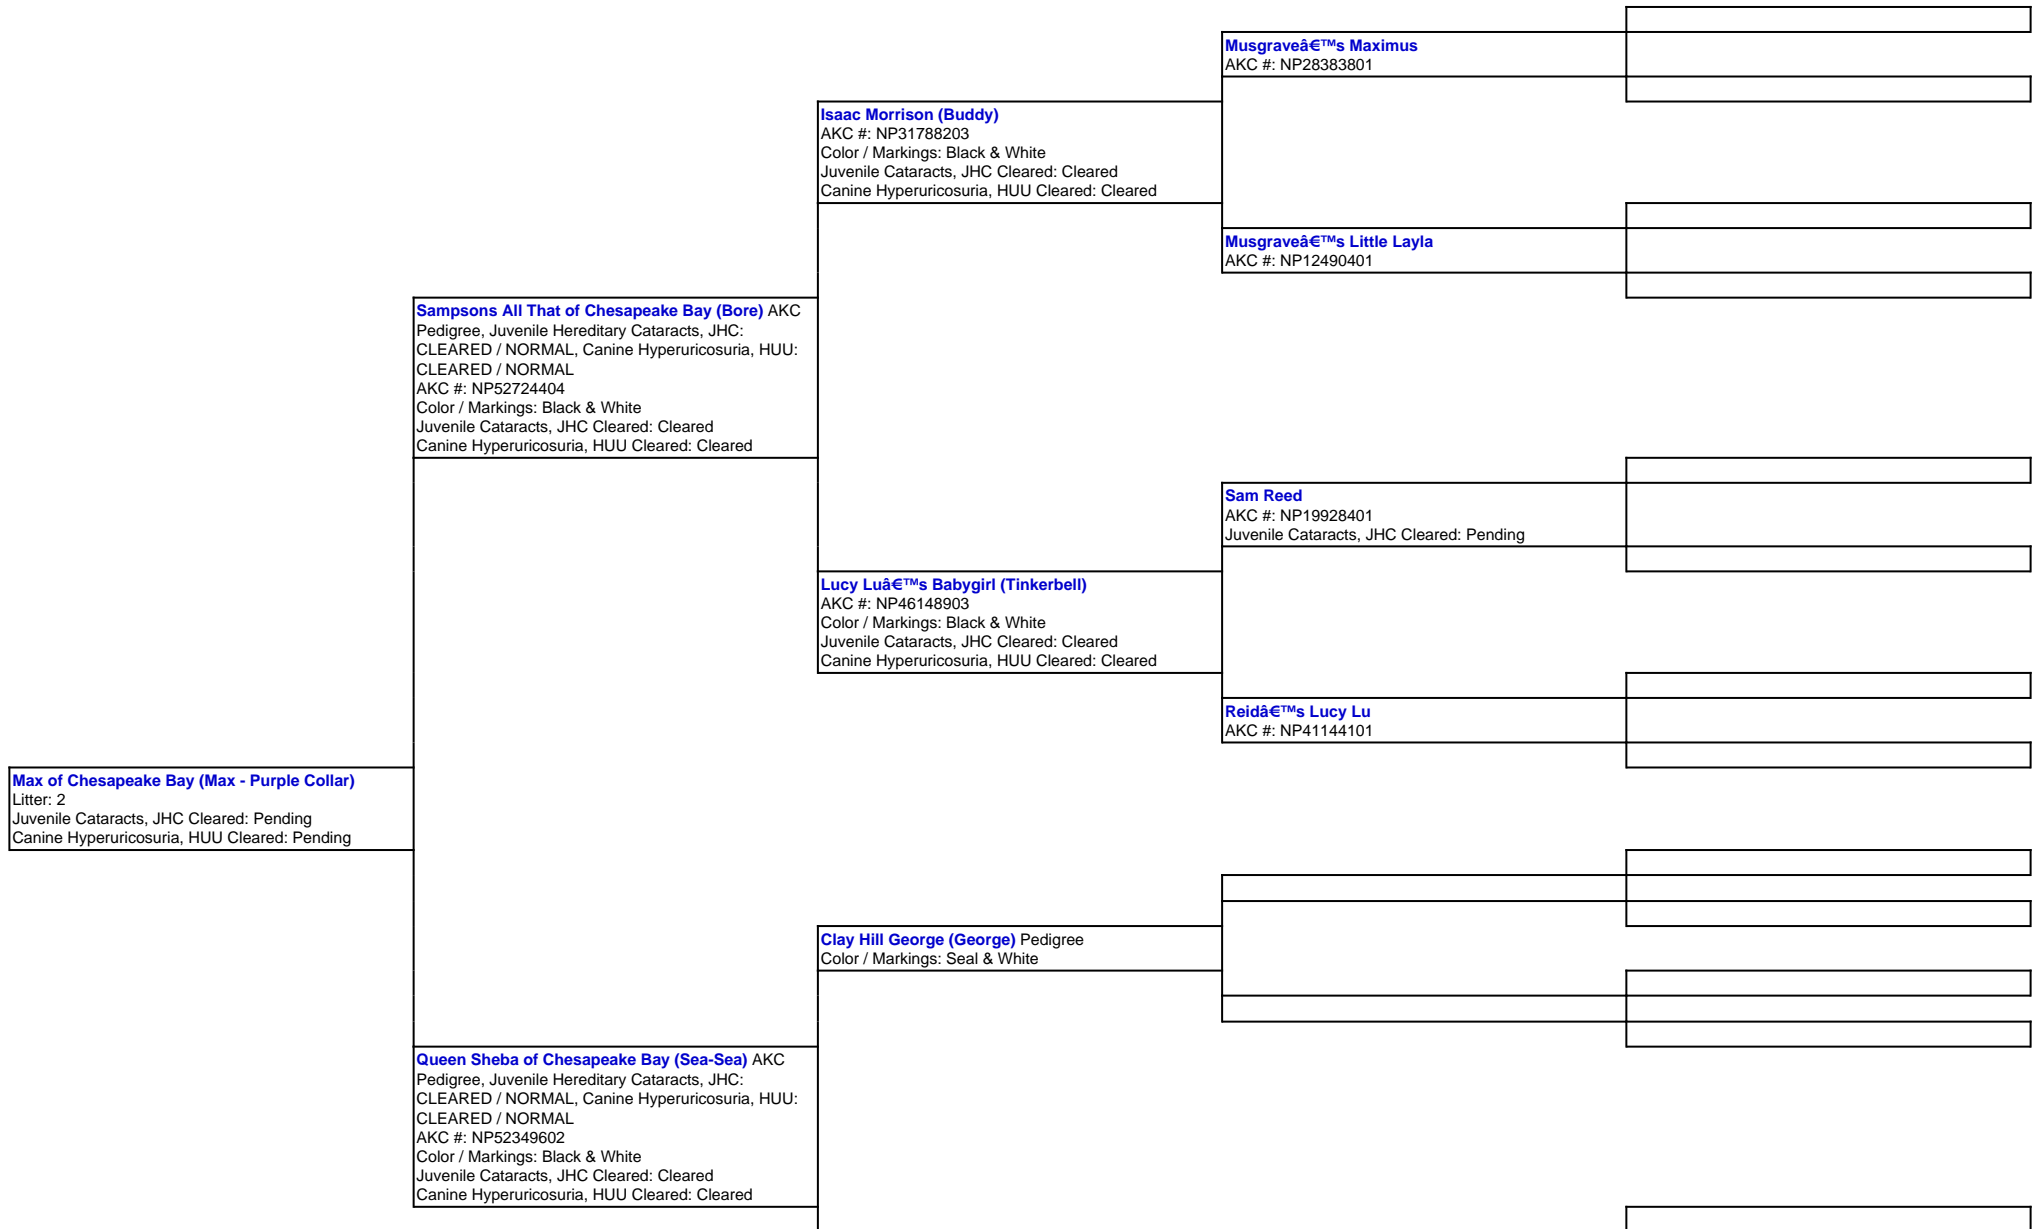 Musgraveâ€™s Maximus
AKC #: NP28383801
Isaac Morrison (Buddy)
AKC #: NP31788203
Color / Markings: Black & White
Juvenile Cataracts, JHC Cleared: Cleared
Canine Hyperuricosuria, HUU Cleared: Cleared
Musgraveâ€™s Little Layla
AKC #: NP12490401
Sampsons All That of Chesapeake Bay (Bore) AKC
Pedigree, Juvenile Hereditary Cataracts, JHC:
CLEARED / NORMAL, Canine Hyperuricosuria, HUU:
CLEARED / NORMAL
AKC #: NP52724404
Color / Markings: Black & White
Juvenile Cataracts, JHC Cleared: Cleared
Canine Hyperuricosuria, HUU Cleared: Cleared
Sam Reed
AKC #: NP19928401
Juvenile Cataracts, JHC Cleared: Pending
Lucy Luâ€™s Babygirl (Tinkerbell)
AKC #: NP46148903
Color / Markings: Black & White
Juvenile Cataracts, JHC Cleared: Cleared
Canine Hyperuricosuria, HUU Cleared: Cleared
Reidâ€™s Lucy Lu
AKC #: NP41144101
Max of Chesapeake Bay (Max - Purple Collar)
Litter: 2
Juvenile Cataracts, JHC Cleared: Pending
Canine Hyperuricosuria, HUU Cleared: Pending
Clay Hill George (George) Pedigree
Color / Markings: Seal & White
Queen Sheba of Chesapeake Bay (Sea-Sea) AKC
Pedigree, Juvenile Hereditary Cataracts, JHC:
CLEARED / NORMAL, Canine Hyperuricosuria, HUU:
CLEARED / NORMAL
AKC #: NP52349602
Color / Markings: Black & White
Juvenile Cataracts, JHC Cleared: Cleared
Canine Hyperuricosuria, HUU Cleared: Cleared